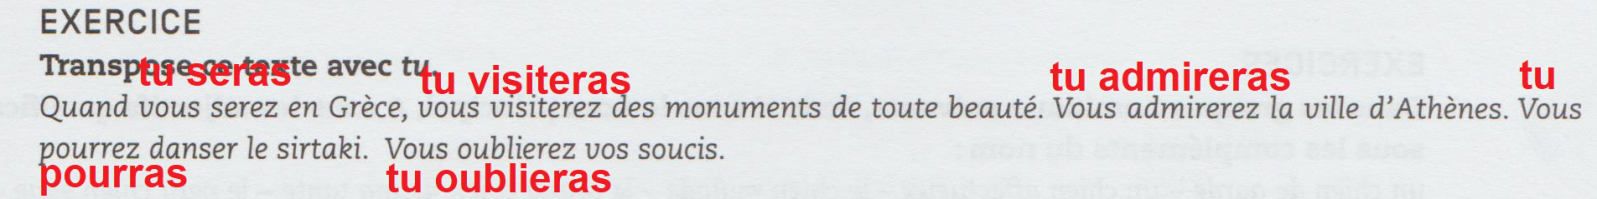 EXERCICE
Transpose ce texte avec tu.
tu seras tu visiteras tu admireras tu
Quand vous serez en Grèce, vous visiterez des monuments de toute beauté. Vous admirerez la ville d'Athènes. Vous
pourrez danser le sirtaki. Vous oublierez vos soucis.
pourras tu oublieras